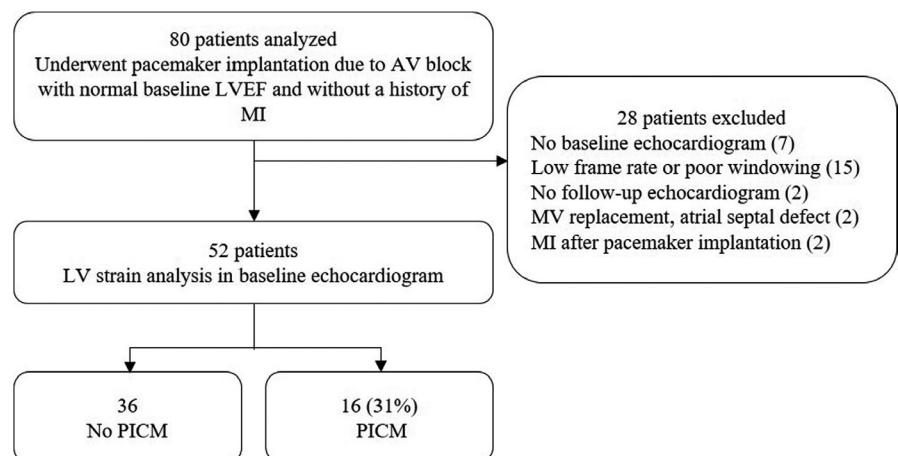 80 patients analyzed
Underwent pacemaker implantation due to AV block
with normal baseline LVEF and without a history of
MI
28 patients excluded
No baseline echocardiogram (7)
Low frame rate or poor windowing (15)
No follow-up echocardiogram (2)
MV replacement, atrial septal defect (2)
MI after pacemaker implantation (2)
52 patients
LV strain analysis in baseline echocardiogram
36
No PICM
16 (31%)
PICM